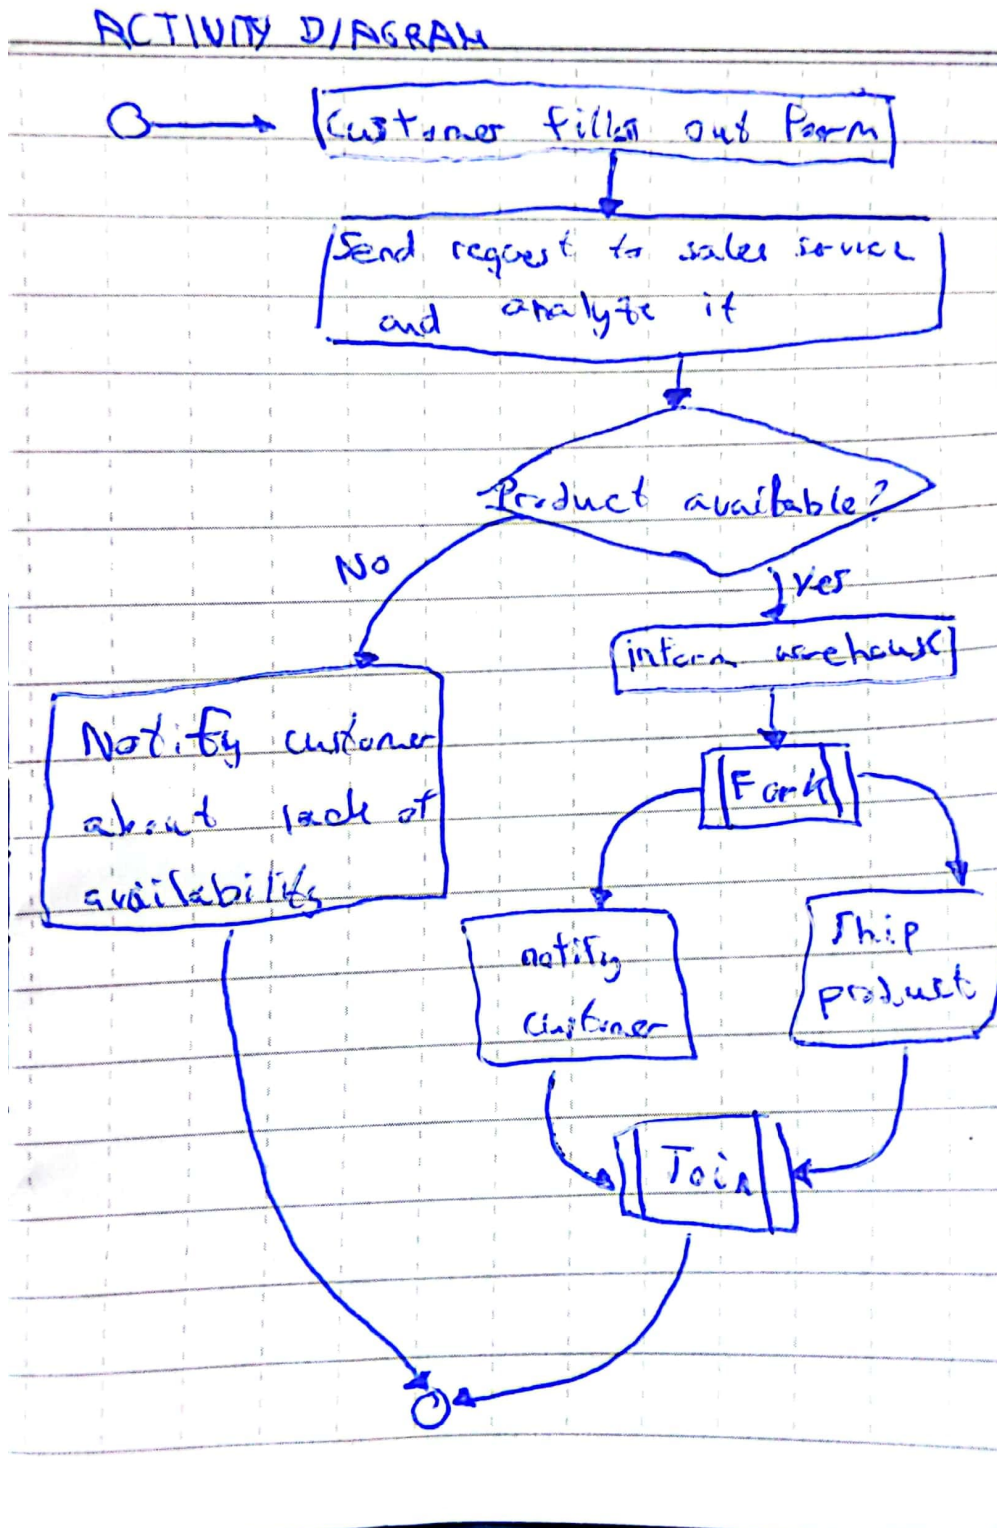 ACTIVITY DIAGRAM
Customer fills out Form
Send request to sales service
and analyze it
Product available?
No
Yes
inform warehouse
Notify customer
about lack of
availability
Fork
notify
customer
Ship
product
Join